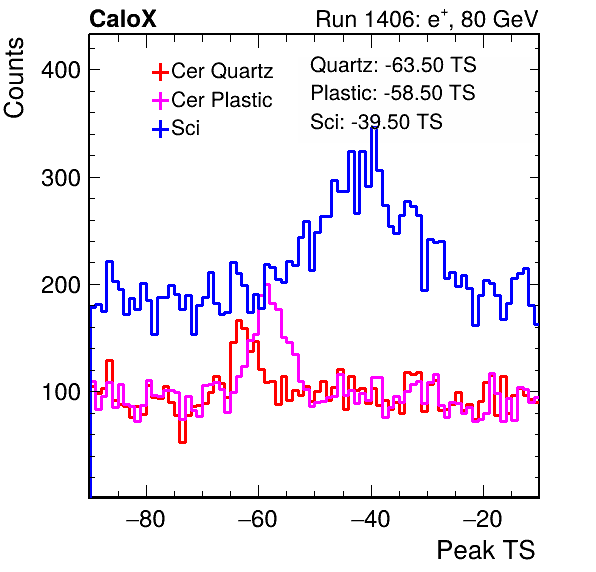 CaloX Run 1406: e⁺, 80 GeV
Counts
400
300
200
100
Cer Quartz
Cer Plastic
Sci
Quartz: -63.50 TS
Plastic: -58.50 TS
Sci: -39.50 TS
−80 −60 −40 −20
Peak TS